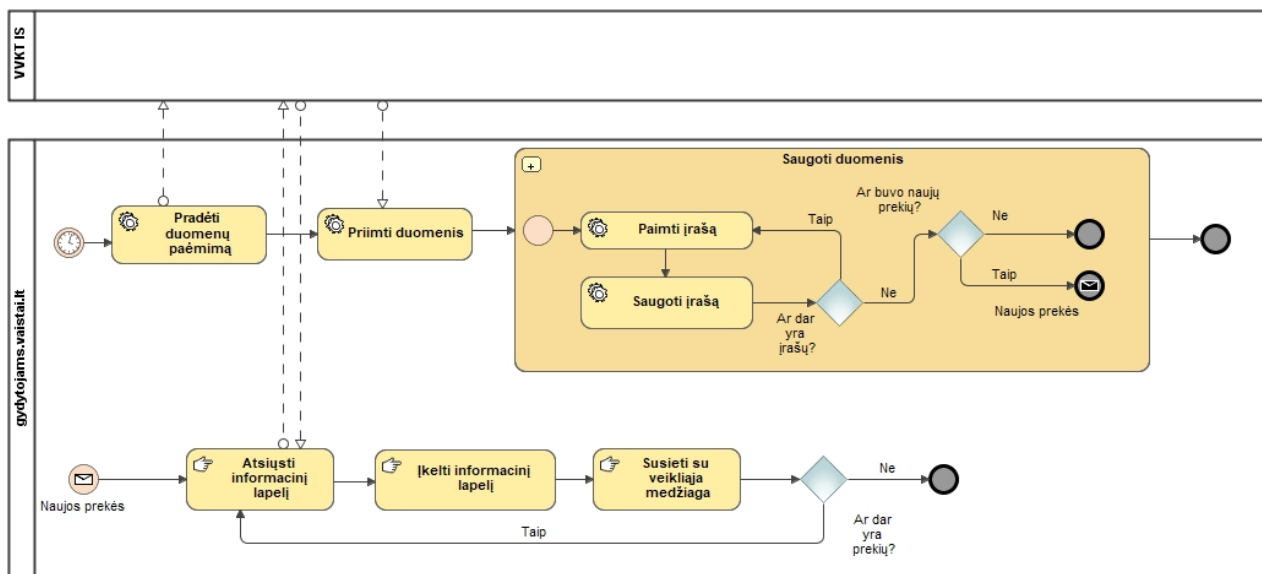 VVKT IS
gydytojams.vaistai.lt
Pradėti
duomenų
paėmimą
Priimti duomenis
Saugoti duomenis
Paimti įrašą
Saugoti įrašą
Taip
Ar dar
yra
įrašų?
Ne
Ar buvo naujų
prekių?
Ne
Taip
Naujos prekės
Naujos prekės
Atsiųsti
informacinį
lapelį
Įkelti informacinį
lapelį
Susieti su
veikliąja
medžiaga
Ne
Ar dar
yra
prekių?
Taip